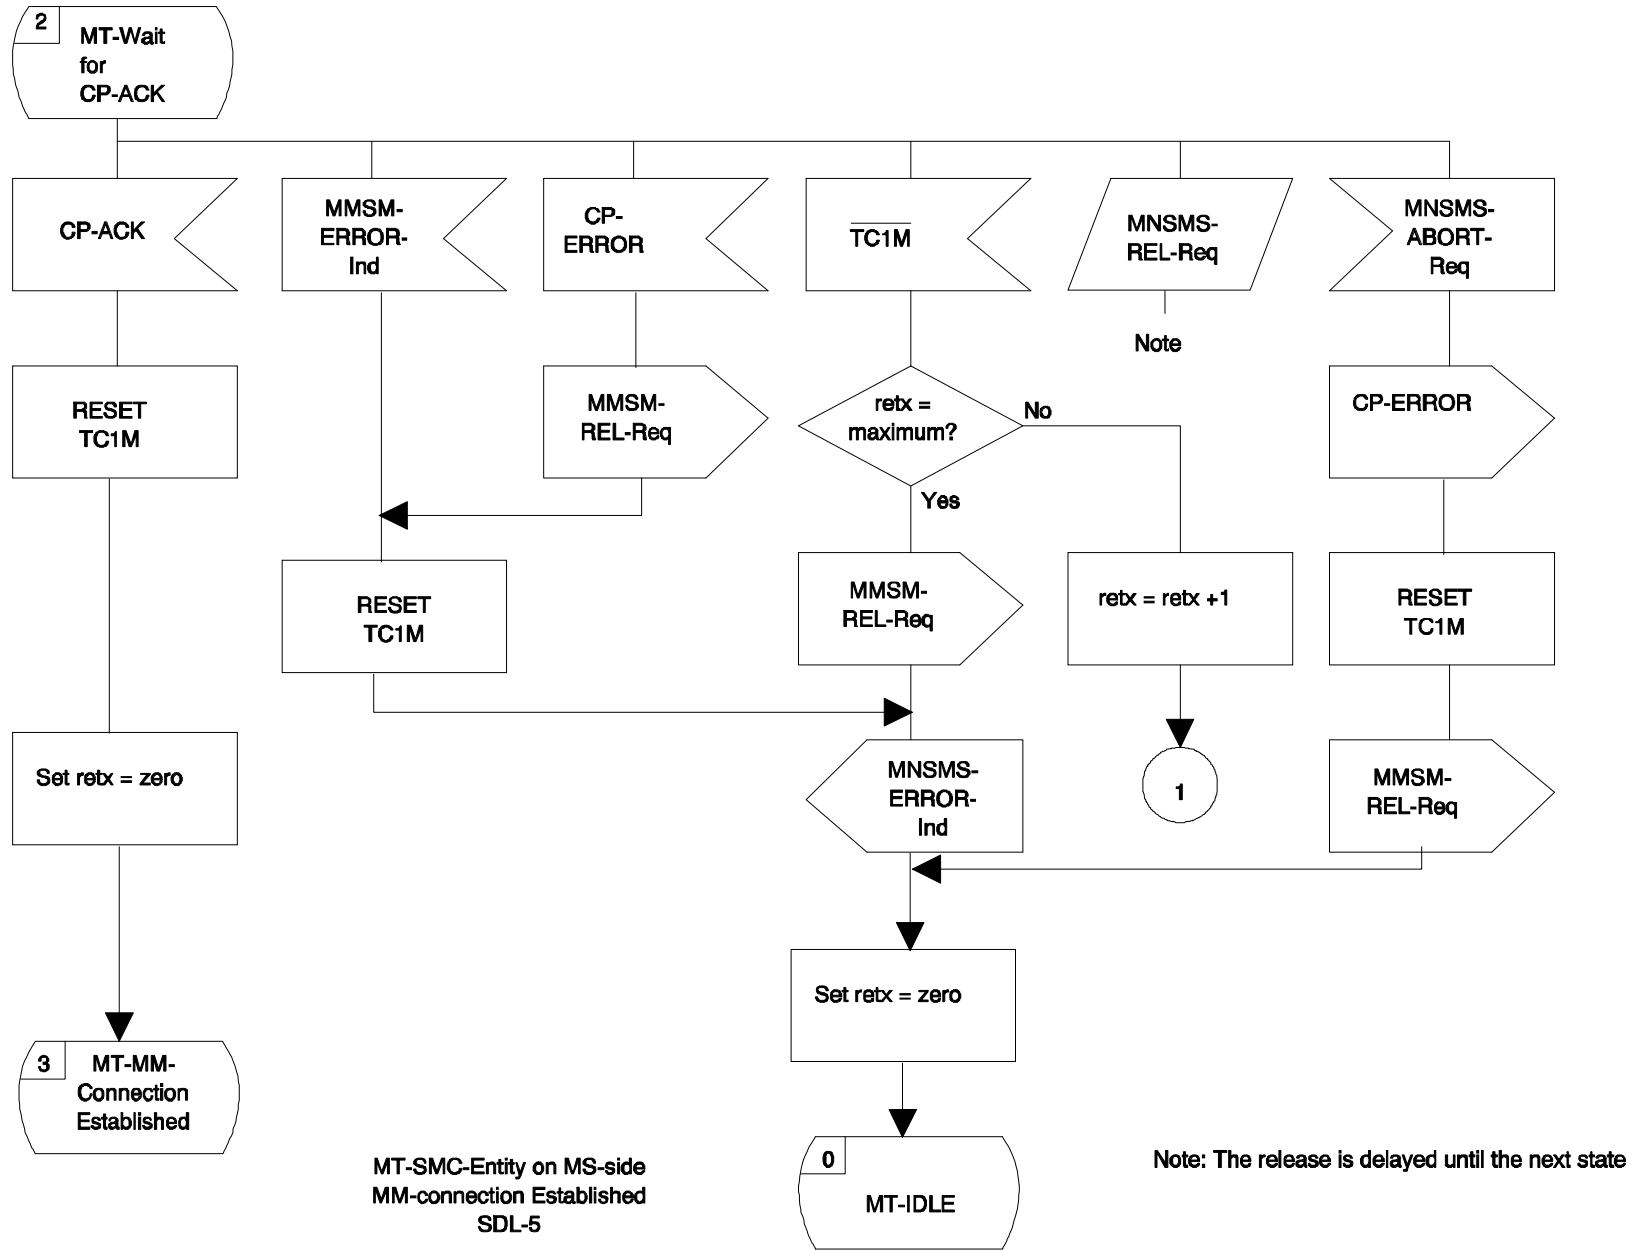 2
MT-Wait
for
CP-ACK
CP-ACK
MMSM-
ERROR-
Ind
CP-
ERROR
TC1M
MNSMS-
REL-Req
MNSMS-
ABORT-
Req
Note
RESET
TC1M
MMSM-
REL-Req
retx =
maximum?
No
Yes
CP-ERROR
RESET
TC1M
MMSM-
REL-Req
retx = retx +1
RESET
TC1M
Set retx = zero
MNSMS-
ERROR-
Ind
1
MMSM-
REL-Req
Set retx = zero
3
MT-MM-
Connection
Established
MT-SMC-Entity on MS-side
MM-connection Established
SDL-5
0
MT-IDLE
Note: The release is delayed until the next state